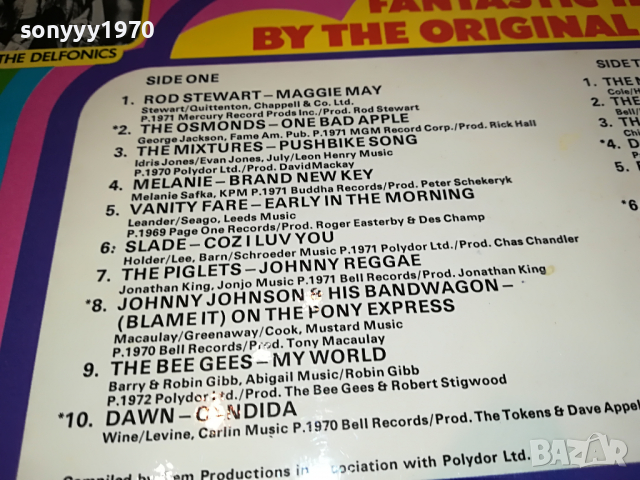 sonyyy1970
THE DELFONICS
FANTASTIC
BY THE ORIGINAL
SIDE ONE
1. ROD STEWART–MAGGIE MAY
Stewart/Quittenton, Chappell & Co. Ltd.
P.1971 Mercury Record Prods Inc./Prod. Rod Stewart
*2. THE OSMONDS–ONE BAD APPLE
George Jackson, Fame Am. Pub. P.1971 MGM Record Corp./Prod. Rick Hall
3. THE MIXTURES–PUSHBIKE SONG
Idris Jones/Evan Jones, July/Leon Henry Music
P.1970 Polydor Ltd./Prod. David Mackay
4. MELANIE–BRAND NEW KEY
Melanie Safka, KPM P.1971 Buddha Records/Prod. Peter Schekeryk
5. VANITY FARE–EARLY IN THE MORNING
Leander/Seago, Leeds Music
P.1969 Page One Records/Prod. Roger Easterby & Des Champ
6. SLADE–COZ I LUV YOU
Holder/Lee, Barn/Schroeder Music P.1971 Polydor Ltd./Prod. Chas Chandler
7. THE PIGLETS–JOHNNY REGGAE
Jonathan King, Jonjo Music P.1971 Bell Records/Prod. Jonathan King
*8. JOHNNY JOHNSON & HIS BANDWAGON–
(BLAME IT) ON THE PONY EXPRESS
Macaulay/Greenaway/Cook, Mustard Music
P.1970 Bell Records/Prod. Tony Macaulay
9. THE BEE GEES–MY WORLD
Barry & Robin Gibb, Abigail Music/Robin Gibb
P.1972 Polydor Ltd./Prod. The Bee Gees & Robert Stigwood
*10. DAWN–CANDIDA
Wine/Levine, Carlin Music P.1970 Bell Records/Prod. The Tokens & Dave Appel
Compiled by Productions in association with Polydor Ltd.
SIDE T
1. THE
Cole/H
2. THE
Bell/
3. TH
Rich
*4. D
5.
*6
BAZAR